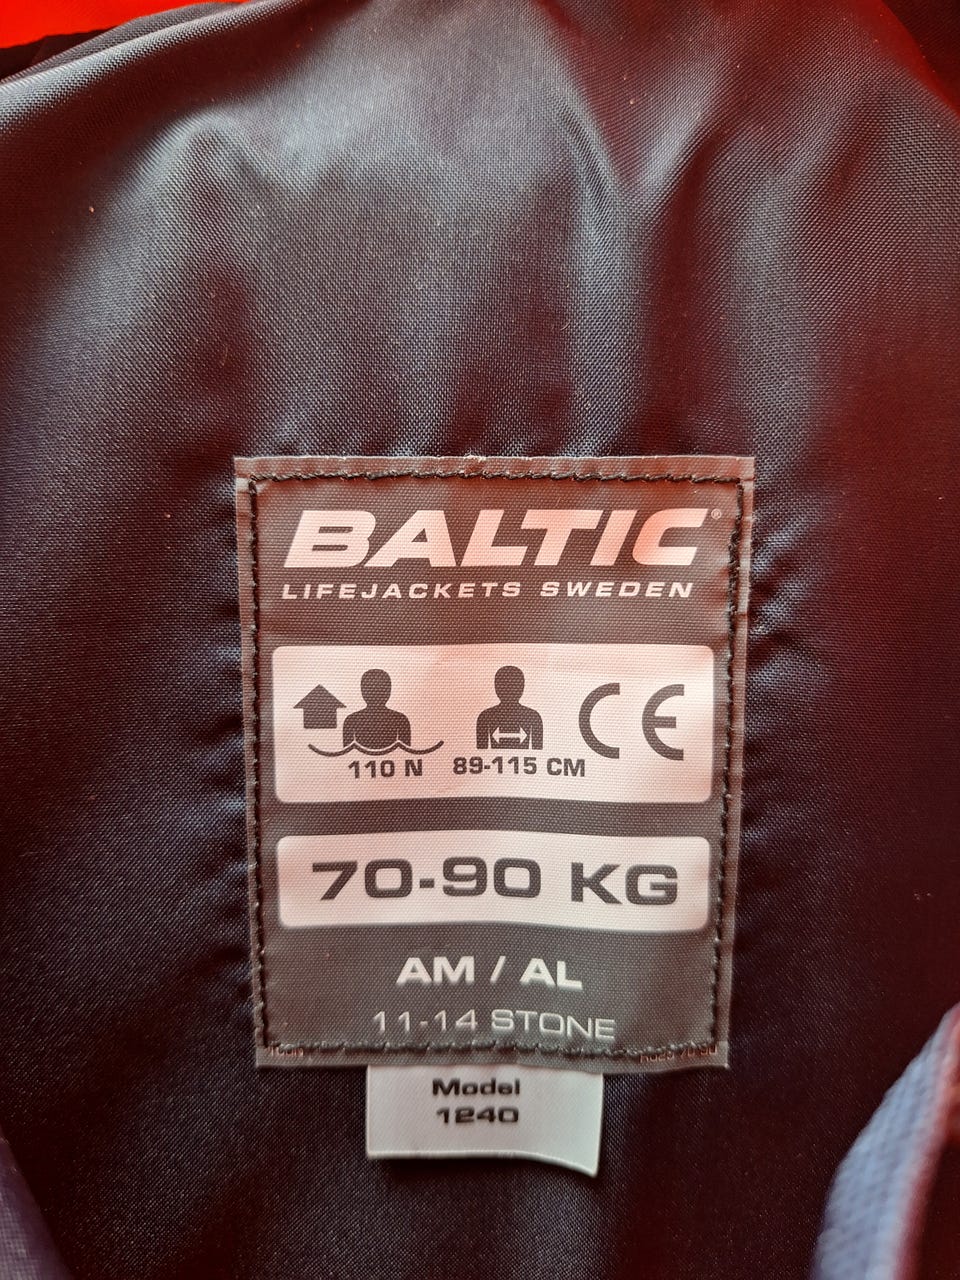 BALTIC®
LIFEJACKETS SWEDEN
110 N 89-115 CM CE
70-90 KG
AM / AL
11-14 STONE
Model
1240